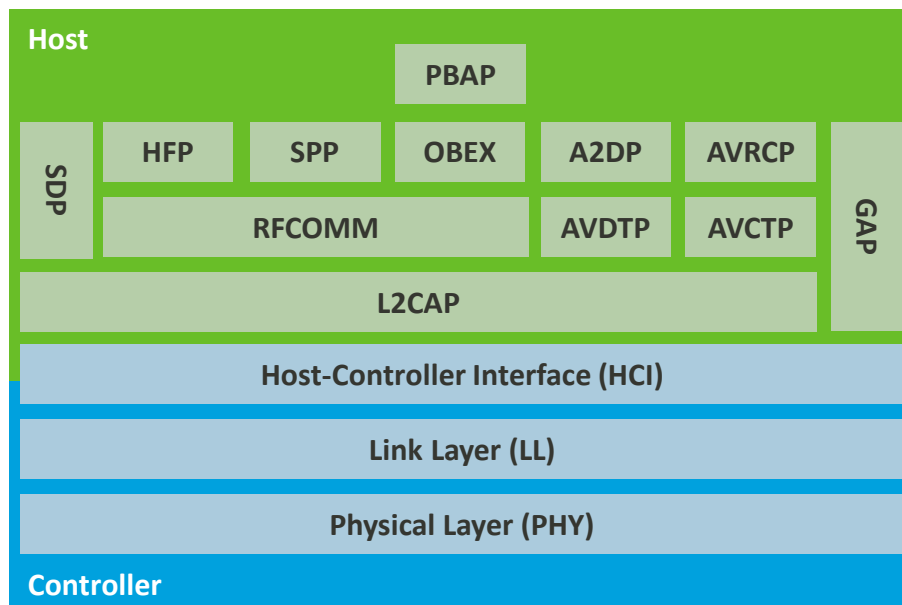 Host
PBAP
SDP
HFP
SPP
OBEX
A2DP
AVRCP
GAP
RFCOMM
AVDTP
AVCTP
L2CAP
Host-Controller Interface (HCI)
Link Layer (LL)
Physical Layer (PHY)
Controller